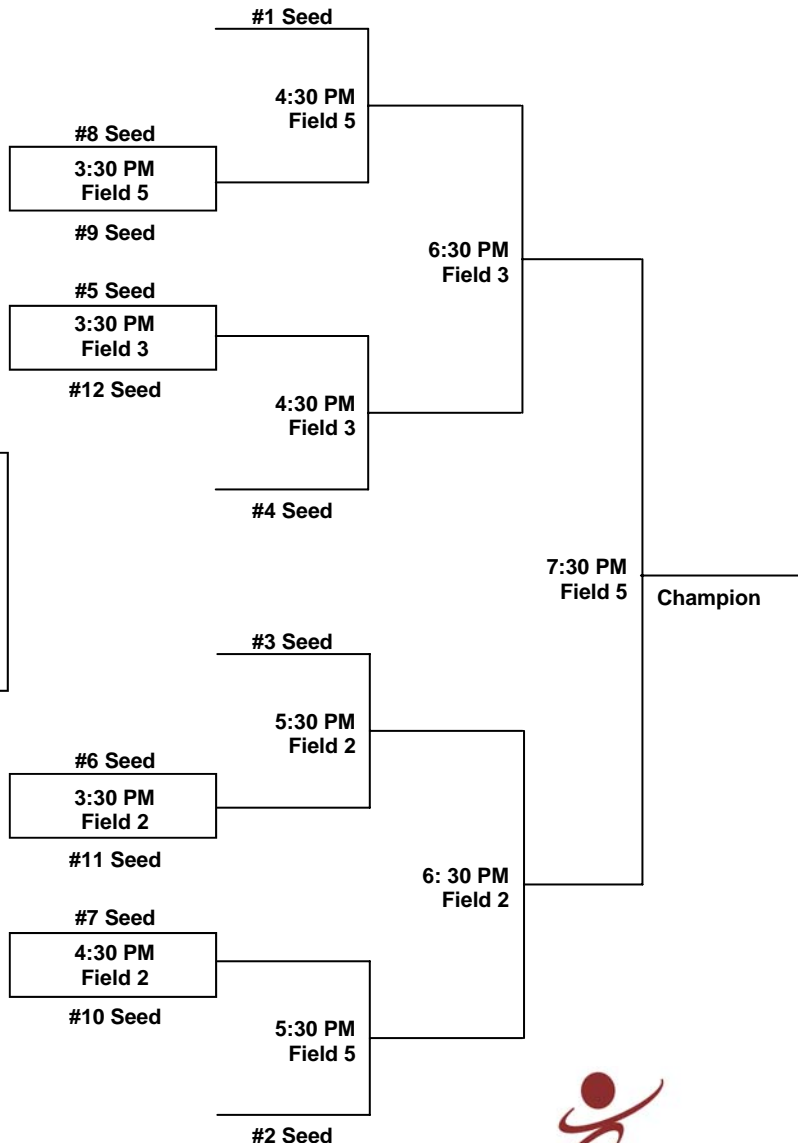 #1 Seed
4:30 PM
Field 5
#8 Seed
3:30 PM
Field 5
#9 Seed
6:30 PM
Field 3
#5 Seed
3:30 PM
Field 3
#12 Seed
4:30 PM
Field 3
#4 Seed
7:30 PM
Field 5
Champion
#3 Seed
5:30 PM
Field 2
#6 Seed
3:30 PM
Field 2
#11 Seed
6: 30 PM
Field 2
#7 Seed
4:30 PM
Field 2
#10 Seed
5:30 PM
Field 5
#2 Seed